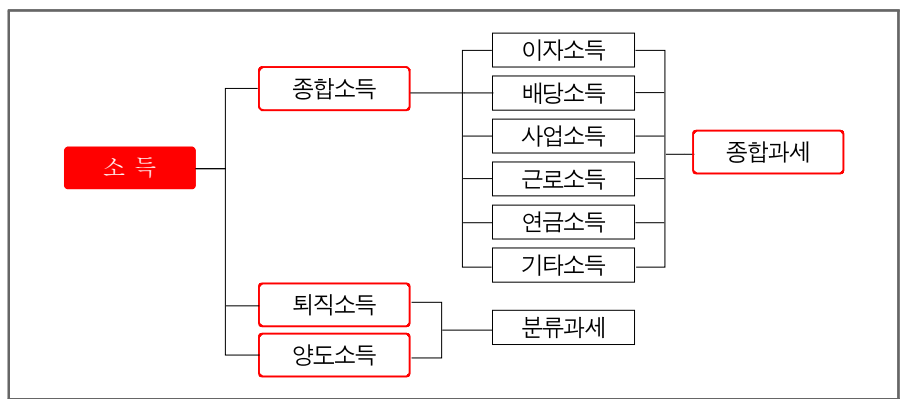 소 득
종합소득
이자소득
배당소득
사업소득
근로소득
연금소득
기타소득
종합과세
퇴직소득
양도소득
분류과세